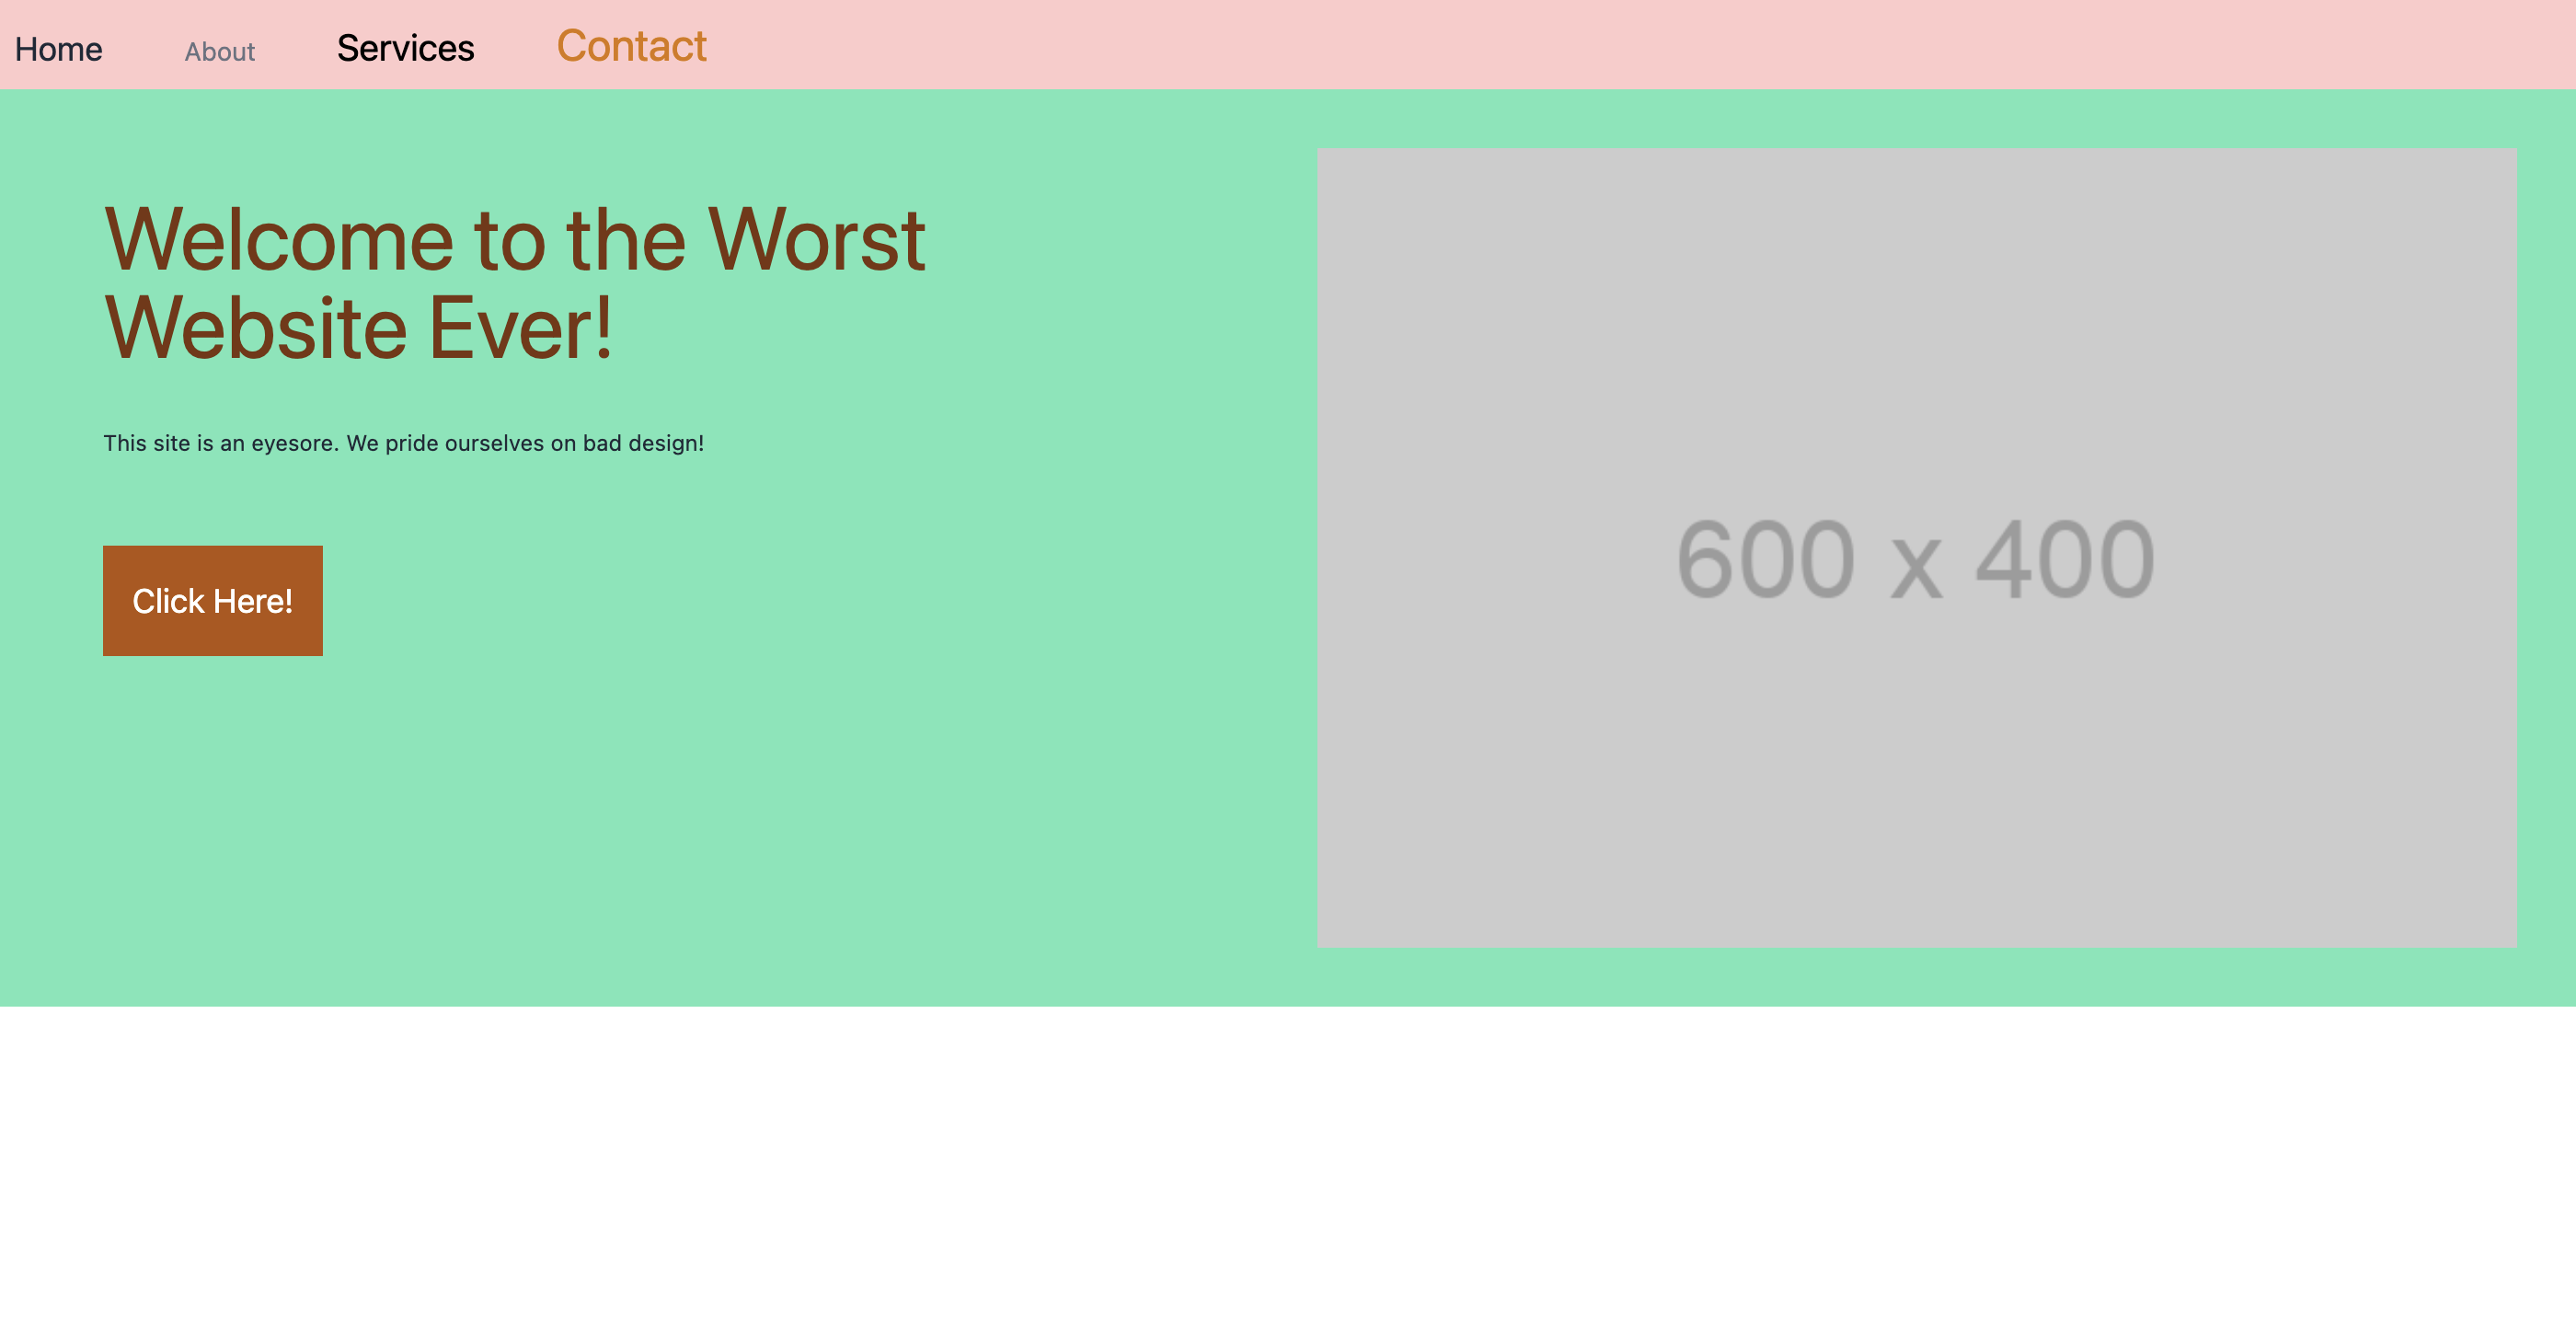 Home About Services Contact
Welcome to the Worst
Website Ever!
This site is an eyesore. We pride ourselves on bad design!
Click Here!
600 x 400